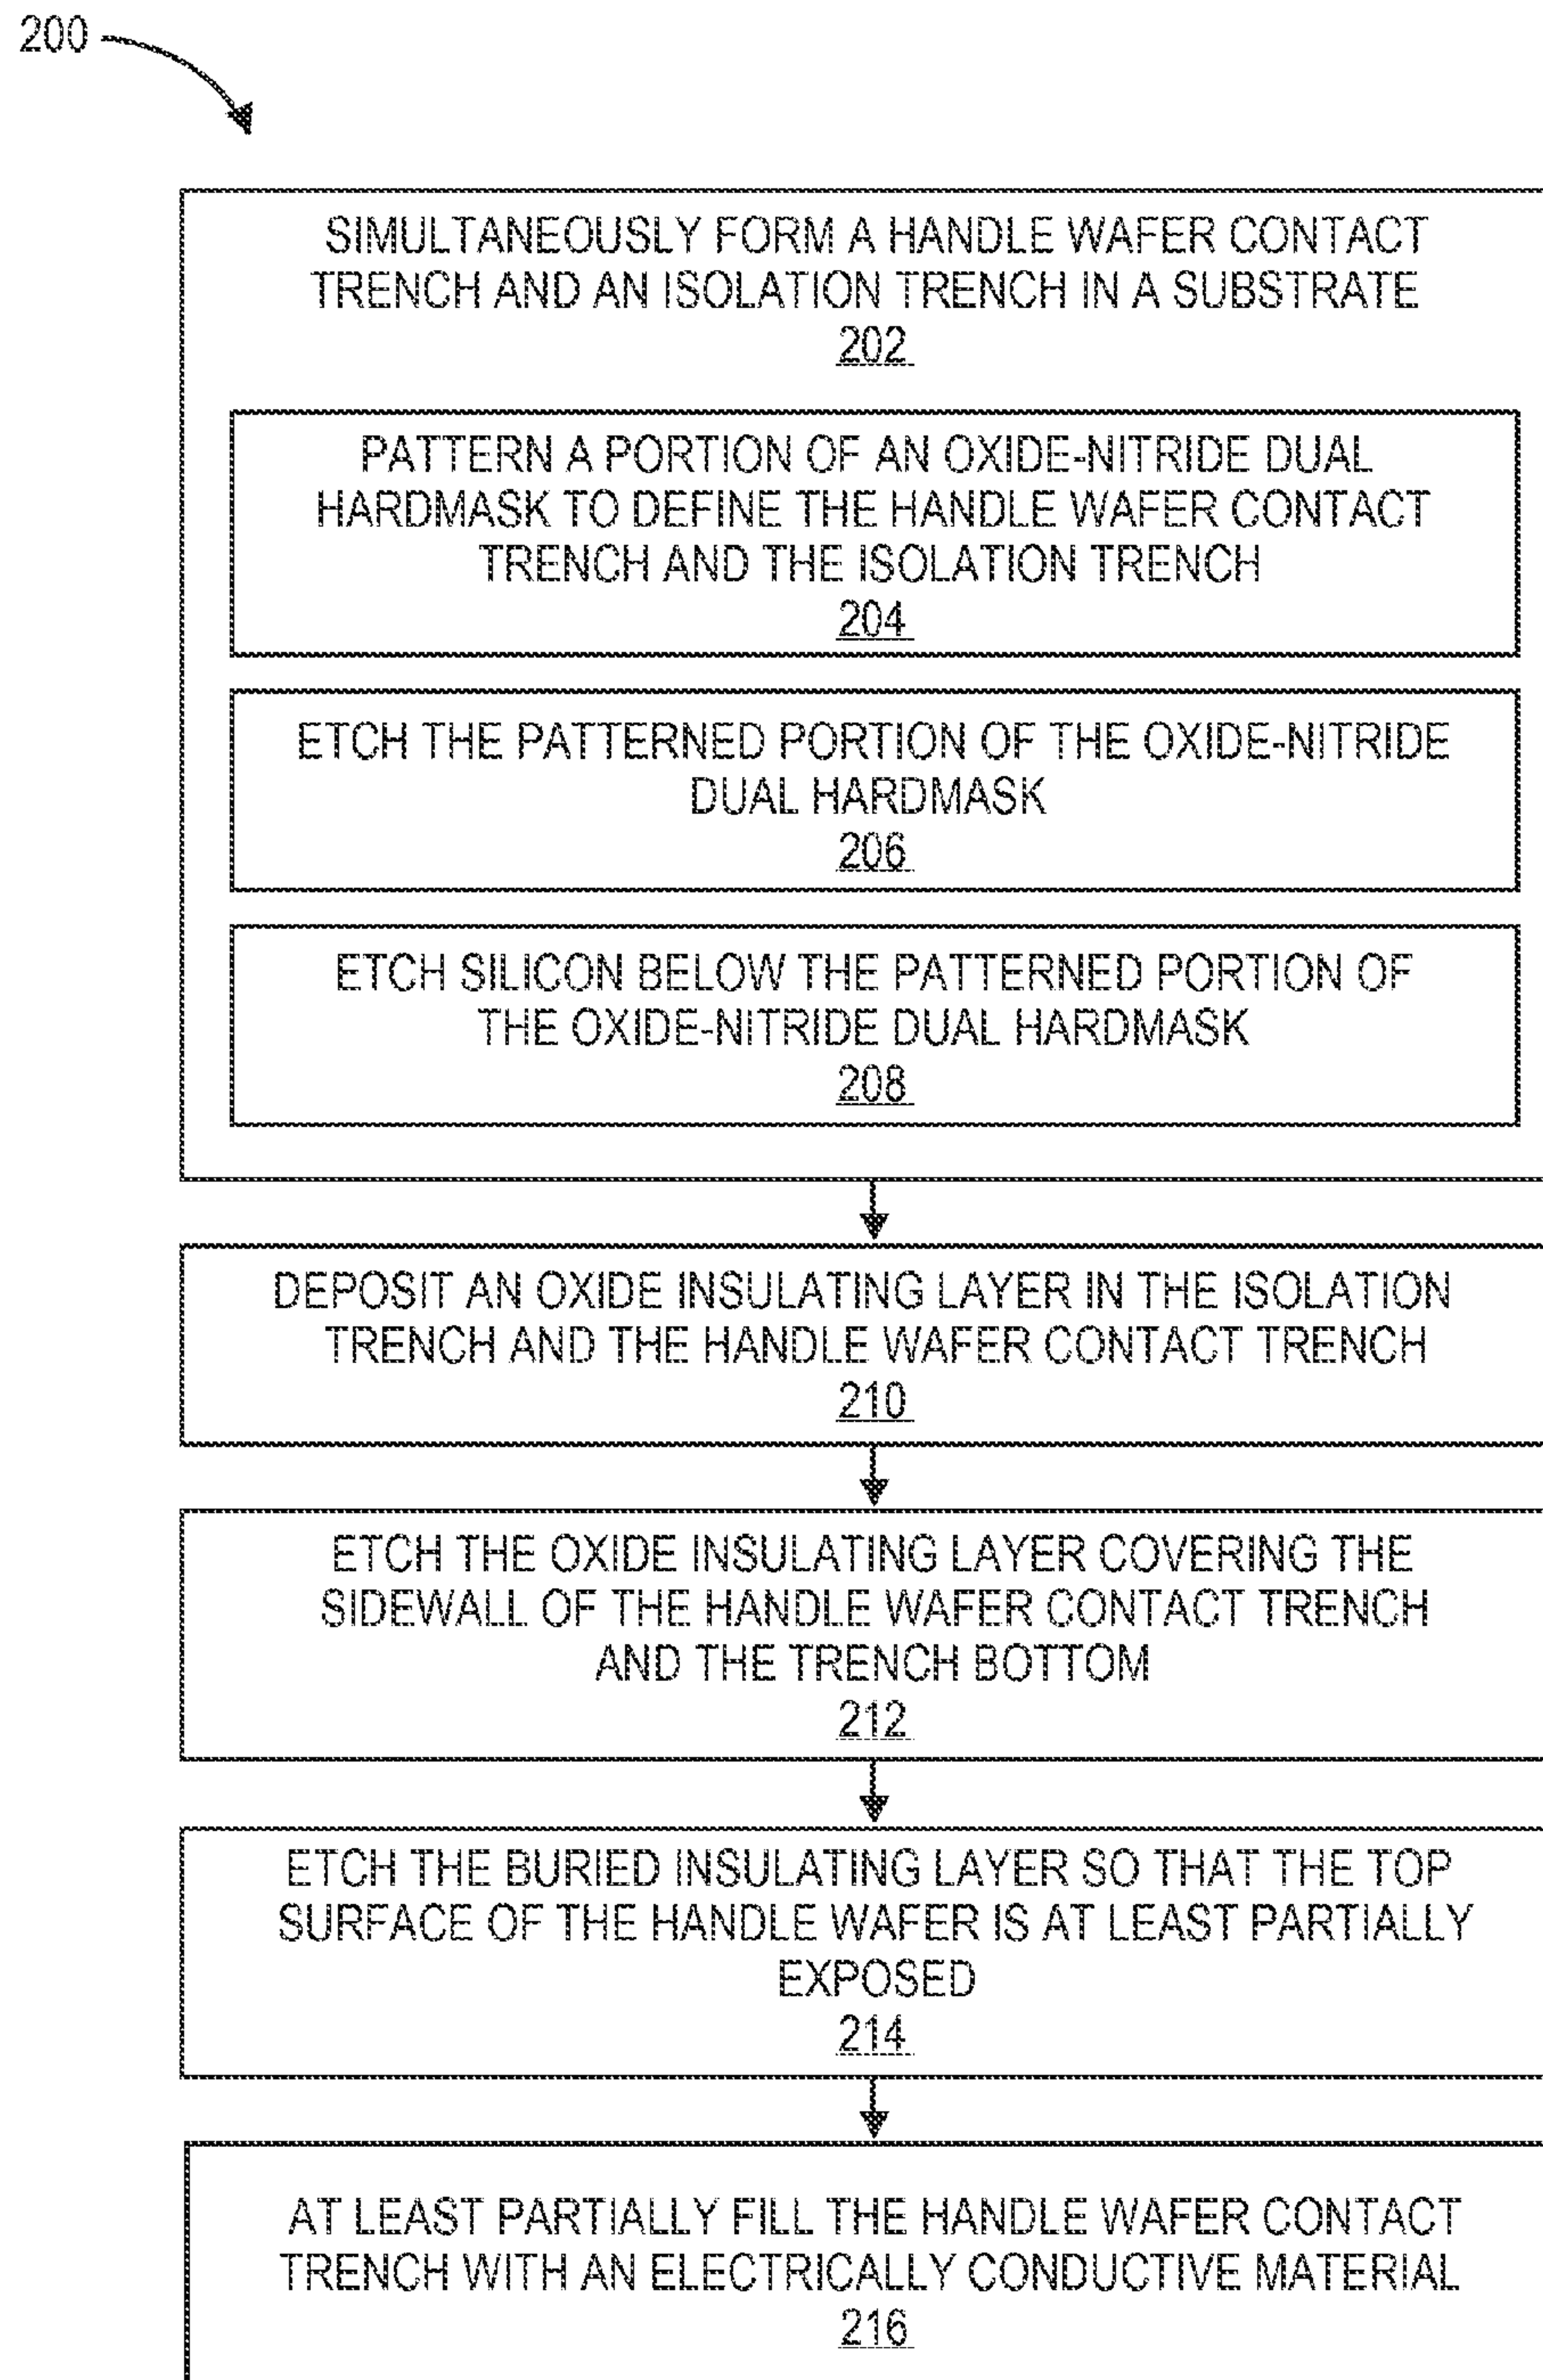 200
SIMULTANEOUSLY FORM A HANDLE WAFER CONTACT
TRENCH AND AN ISOLATION TRENCH IN A SUBSTRATE
202
PATTERN A PORTION OF AN OXIDE-NITRIDE DUAL
HARDMASK TO DEFINE THE HANDLE WAFER CONTACT
TRENCH AND THE ISOLATION TRENCH
204
ETCH THE PATTERNED PORTION OF THE OXIDE-NITRIDE
DUAL HARDMASK
206
ETCH SILICON BELOW THE PATTERNED PORTION OF
THE OXIDE-NITRIDE DUAL HARDMASK
208
DEPOSIT AN OXIDE INSULATING LAYER IN THE ISOLATION
TRENCH AND THE HANDLE WAFER CONTACT TRENCH
210
ETCH THE OXIDE INSULATING LAYER COVERING THE
SIDEWALL OF THE HANDLE WAFER CONTACT TRENCH
AND THE TRENCH BOTTOM
212
ETCH THE BURIED INSULATING LAYER SO THAT THE TOP
SURFACE OF THE HANDLE WAFER IS AT LEAST PARTIALLY
EXPOSED
214
AT LEAST PARTIALLY FILL THE HANDLE WAFER CONTACT
TRENCH WITH AN ELECTRICALLY CONDUCTIVE MATERIAL
216